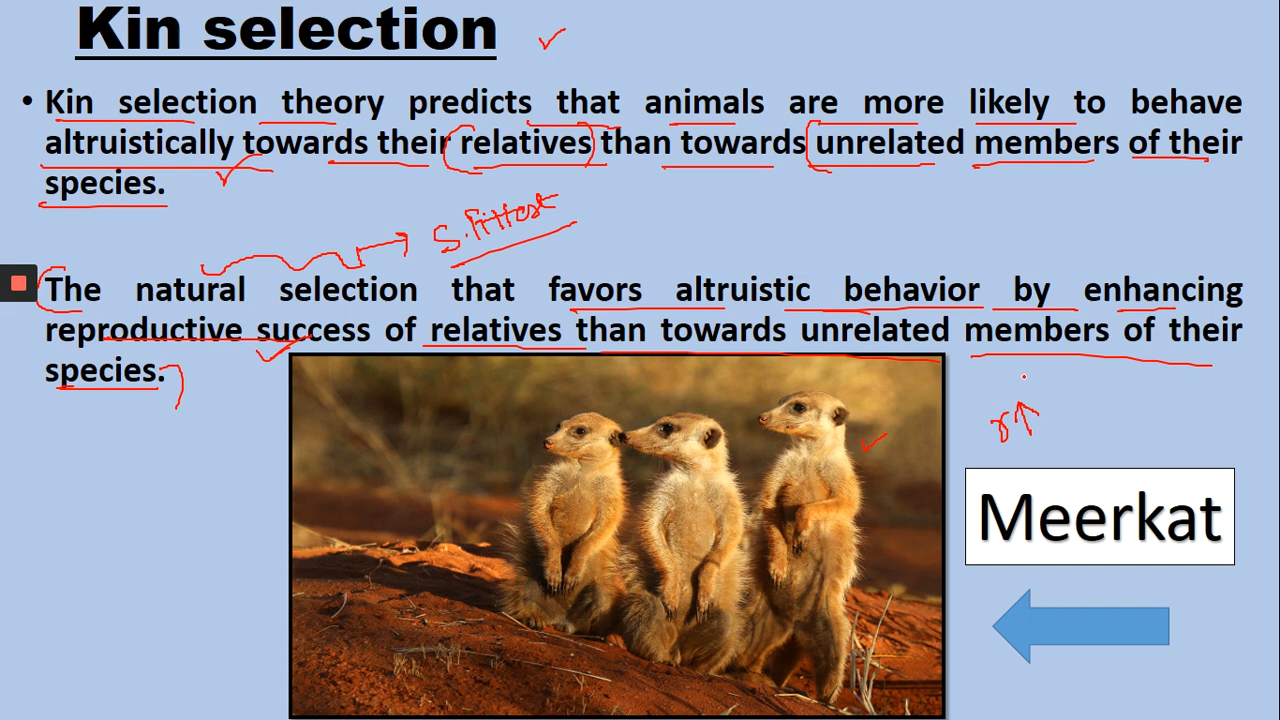 Kin selection
• Kin selection theory predicts that animals are more likely to behave
altruistically towards their relatives than towards unrelated members of their
species.
S. Fittest
The natural selection that favors altruistic behavior by enhancing
reproductive success of relatives than towards unrelated members of their
species.
r↑
Meerkat